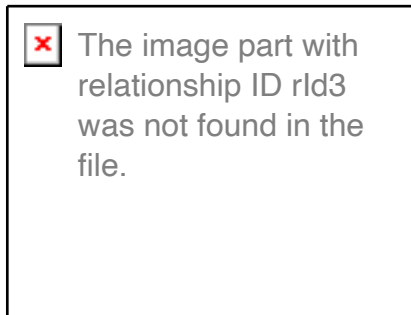 The image part with
relationship ID rId3
was not found in the
file.